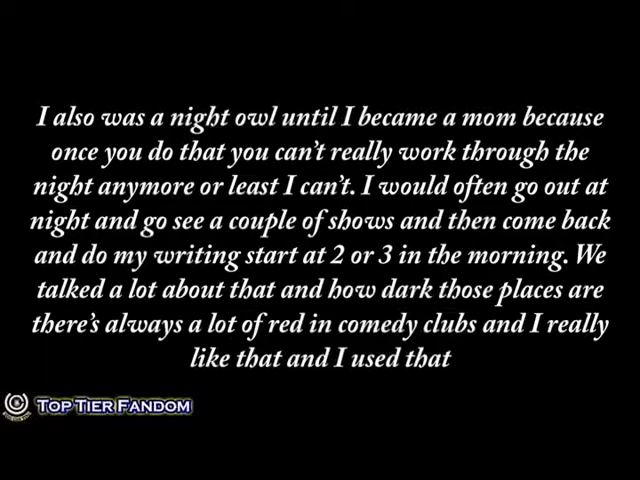 I also was a night owl until I became a mom because
once you do that you can't really work through the
night anymore or least I can't. I would often go out at
night and go see a couple of shows and then come back
and do my writing start at 2 or 3 in the morning. We
talked a lot about that and how dark those places are
there's always a lot of red in comedy clubs and I really
like that and I used that
Top Tier Fandom